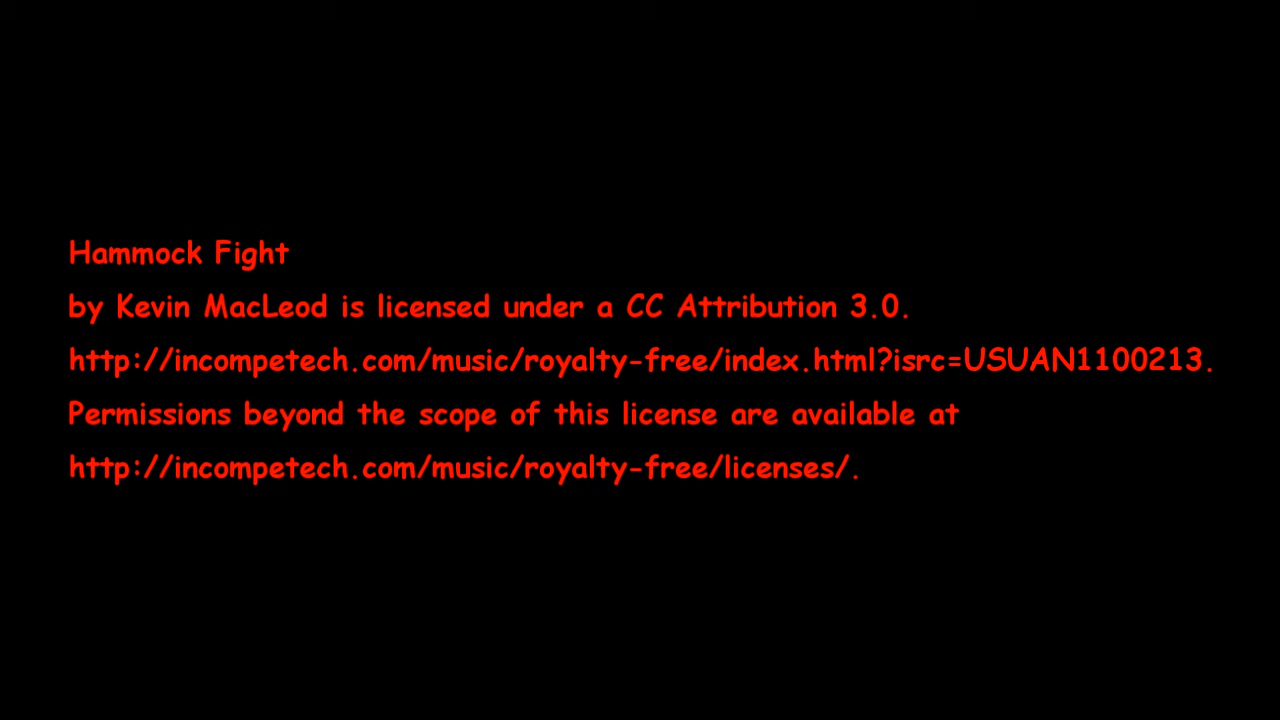 Hammock Fight
by Kevin MacLeod is licensed under a CC Attribution 3.0.
http://incompetech.com/music/royalty-free/index.html?isrc=USUAN1100213.
Permissions beyond the scope of this license are available at
http://incompetech.com/music/royalty-free/licenses/.